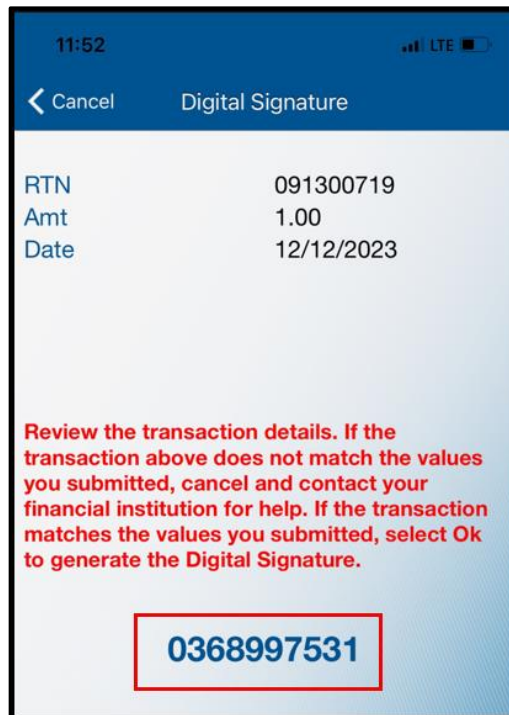 11:52 LTE
Cancel Digital Signature
RTN 091300719
Amt 1.00
Date 12/12/2023
Review the transaction details. If the
transaction above does not match the values
you submitted, cancel and contact your
financial institution for help. If the transaction
matches the values you submitted, select Ok
to generate the Digital Signature.
0368997531